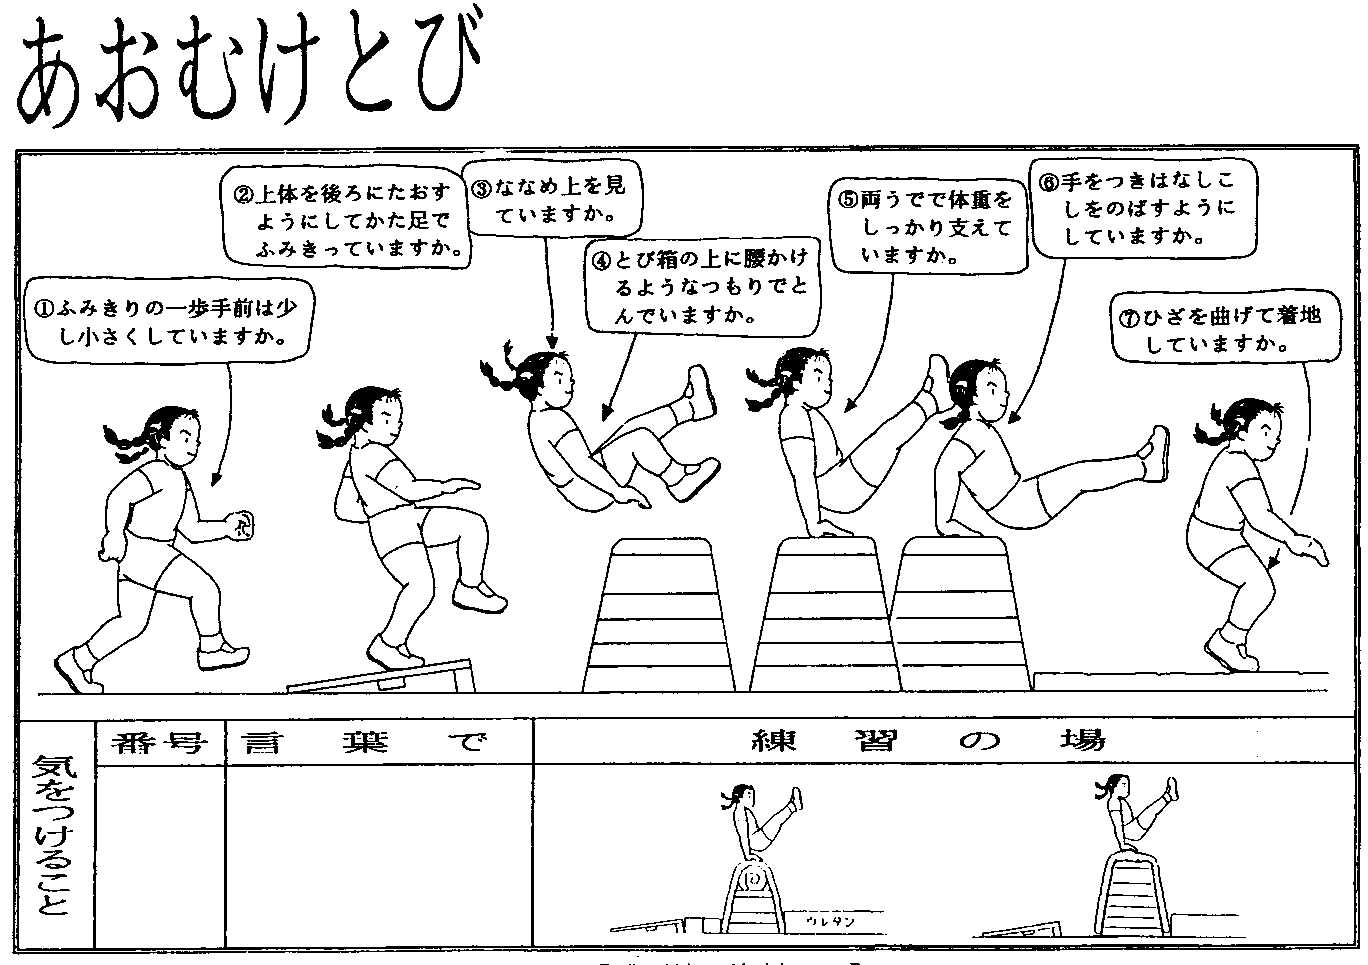 あおむけとび
①ふみきりの一歩手前は少
し小さくしていますか。
②上体を後ろにたおす
ようにしてかた足で
ふみきっていますか。
③ななめ上を見
ていますか。
④とび箱の上に腰かけ
るようなつもりでと
んでいますか。
⑤両うでで体重を
しっかり支えて
いますか。
⑥手をつきはなしこ
しをのばすように
していますか。
⑦ひざを曲げて着地
していますか。
気をつけること
番号
言葉で
練習の場
ウレタン